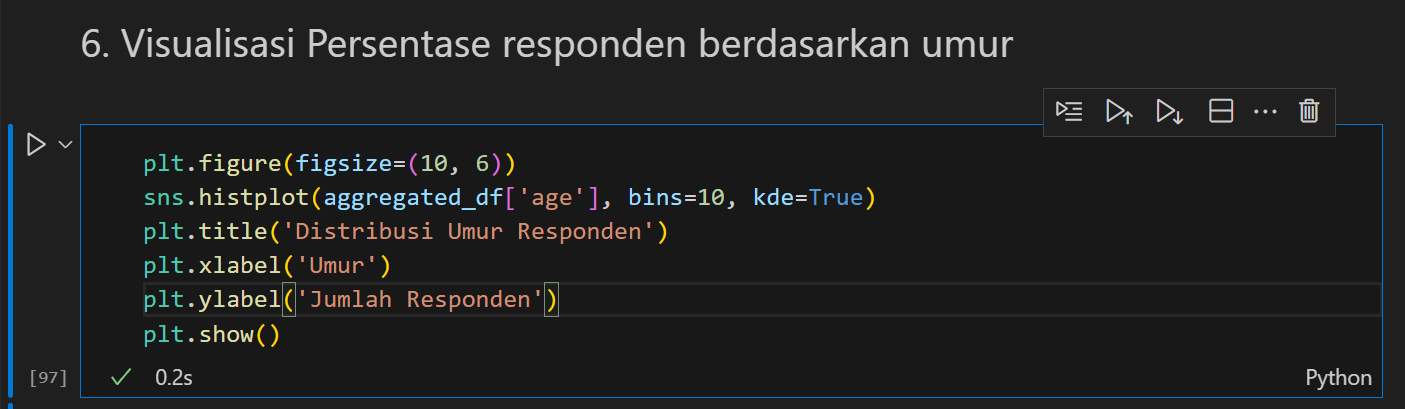 6. Visualisasi Persentase responden berdasarkan umur
plt.figure(figsize=(10, 6))
sns.histplot(aggregated_df['age'], bins=10, kde=True)
plt.title('Distribusi Umur Responden')
plt.xlabel('Umur')
plt.ylabel('Jumlah Responden')
plt.show()
[97]
0.2s
Python